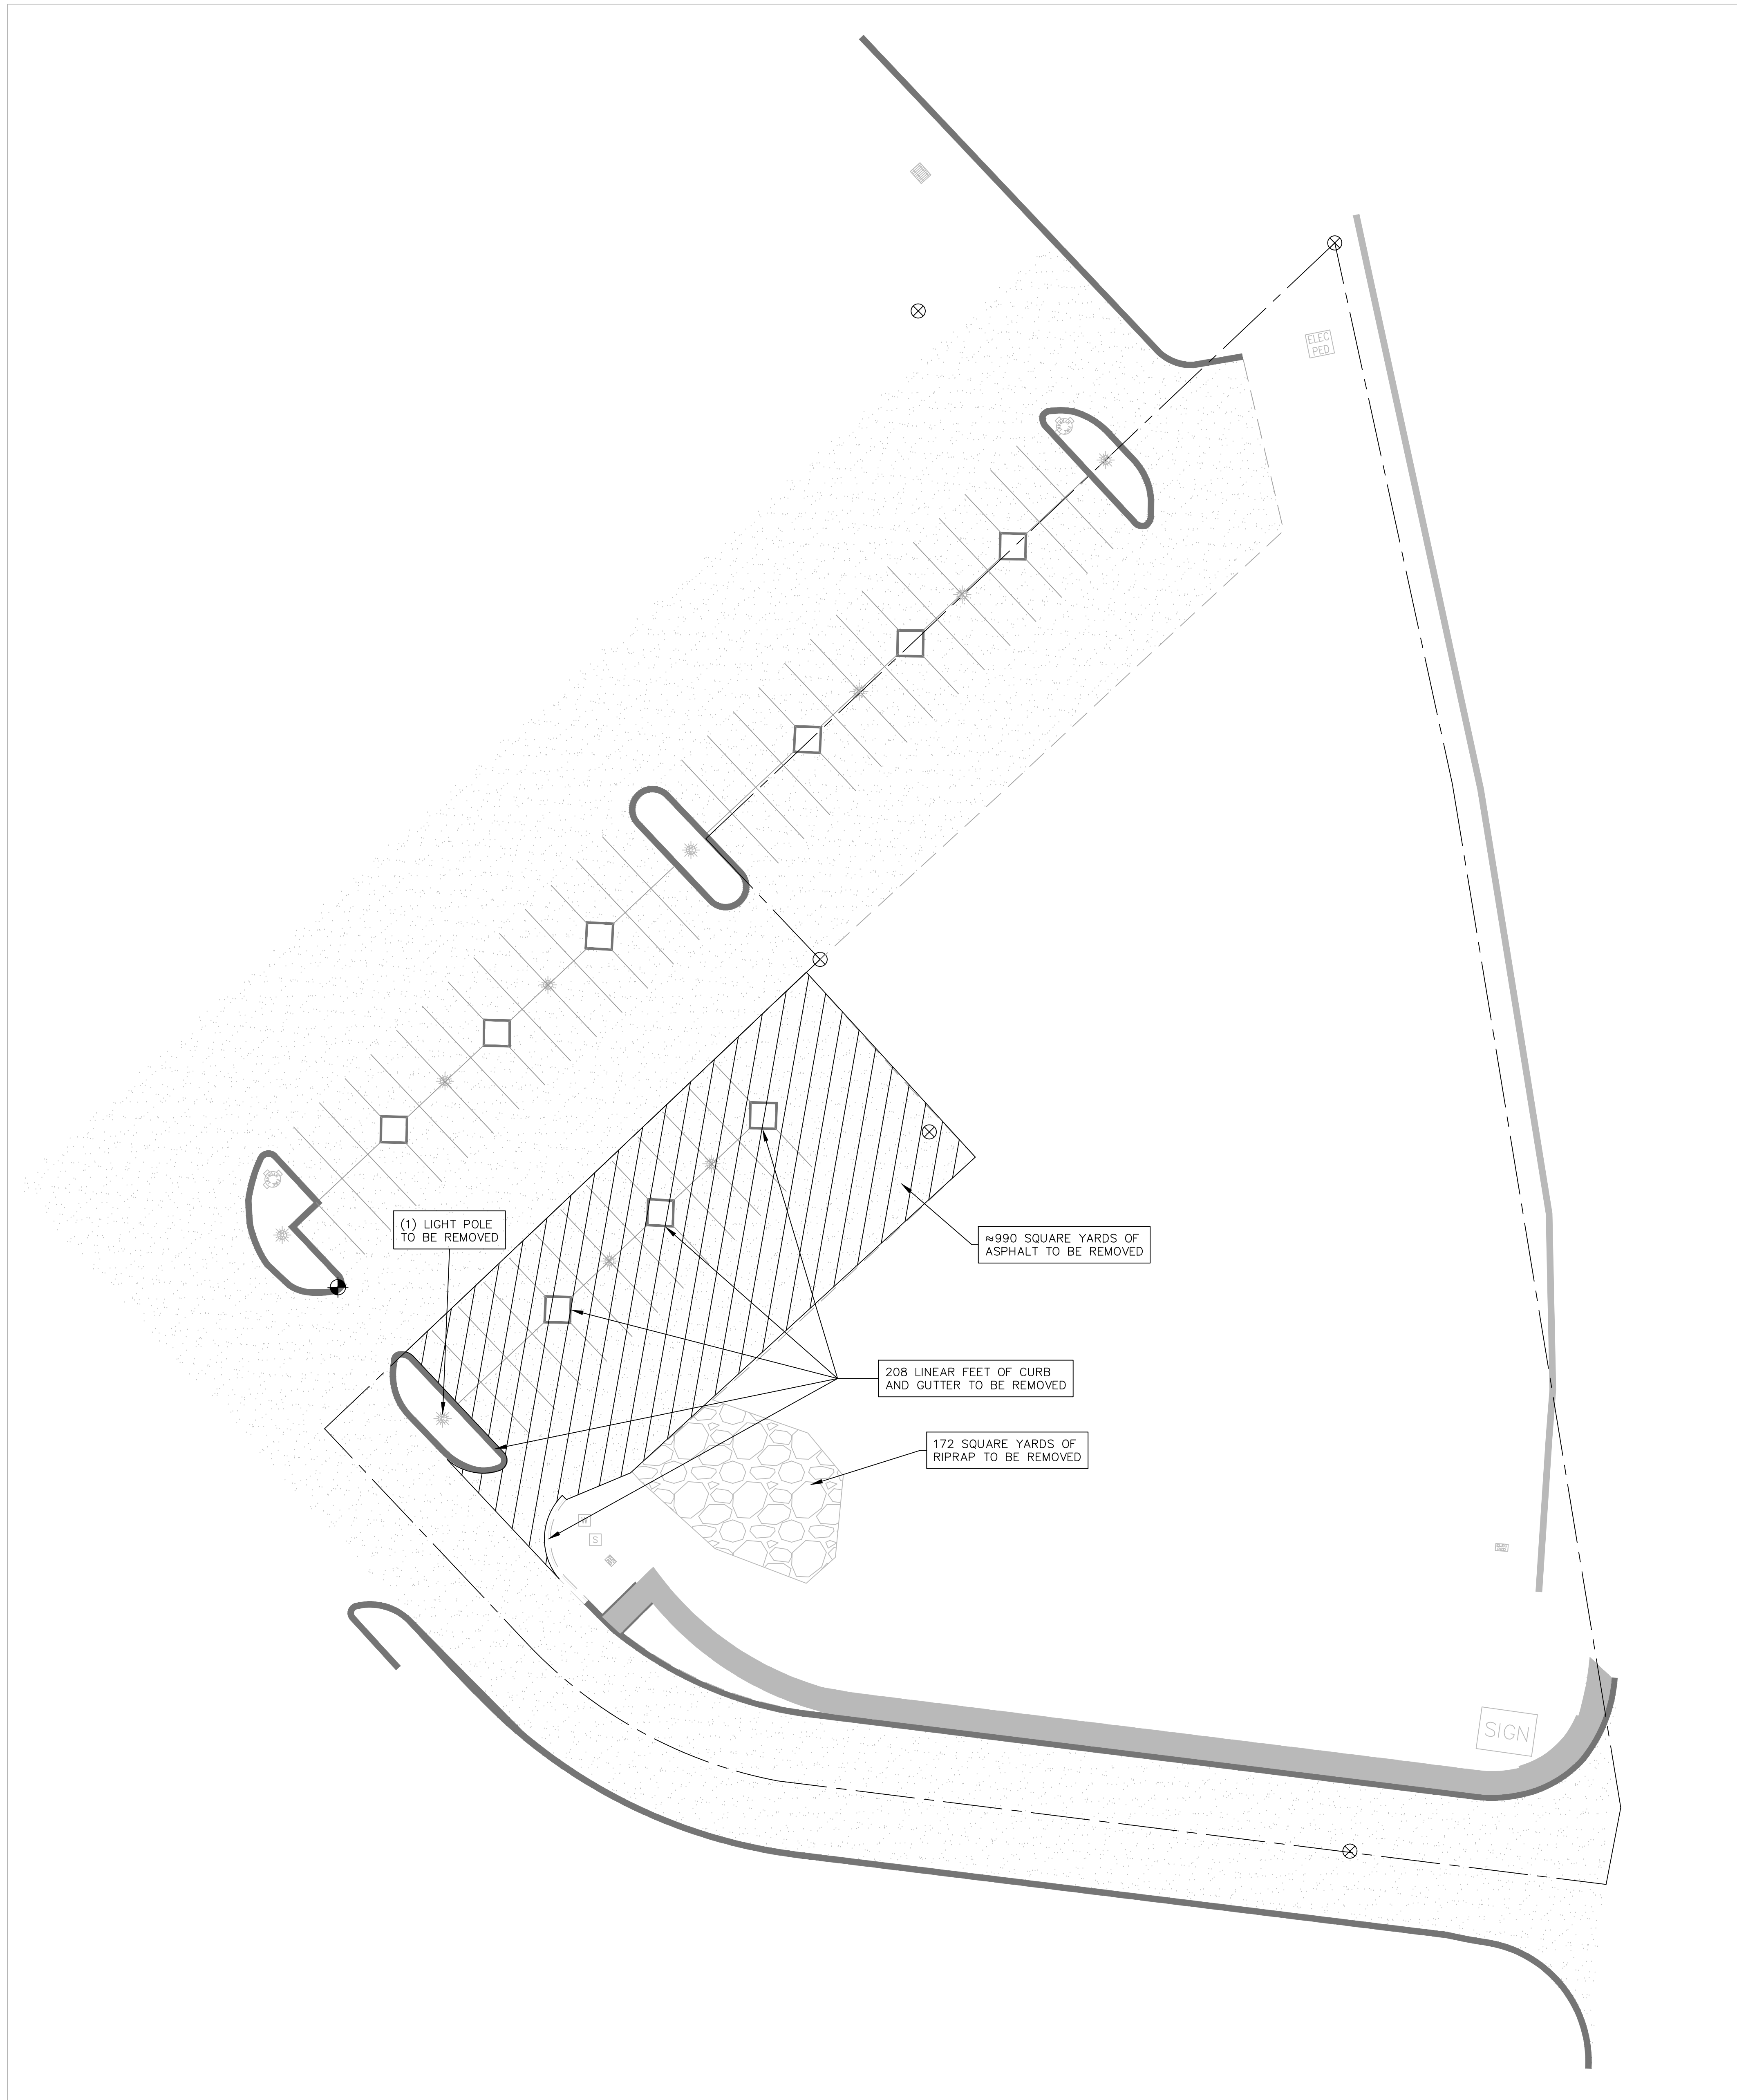 ELEC
PED
(1) LIGHT POLE
TO BE REMOVED
≈990 SQUARE YARDS OF
ASPHALT TO BE REMOVED
208 LINEAR FEET OF CURB
AND GUTTER TO BE REMOVED
172 SQUARE YARDS OF
RIPRAP TO BE REMOVED
W
S
SIGN